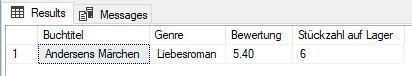 Results Messages
Buchtitel Genre Bewertung Stückzahl auf Lager
1 Andersens Märchen Liebesroman 5.40 6